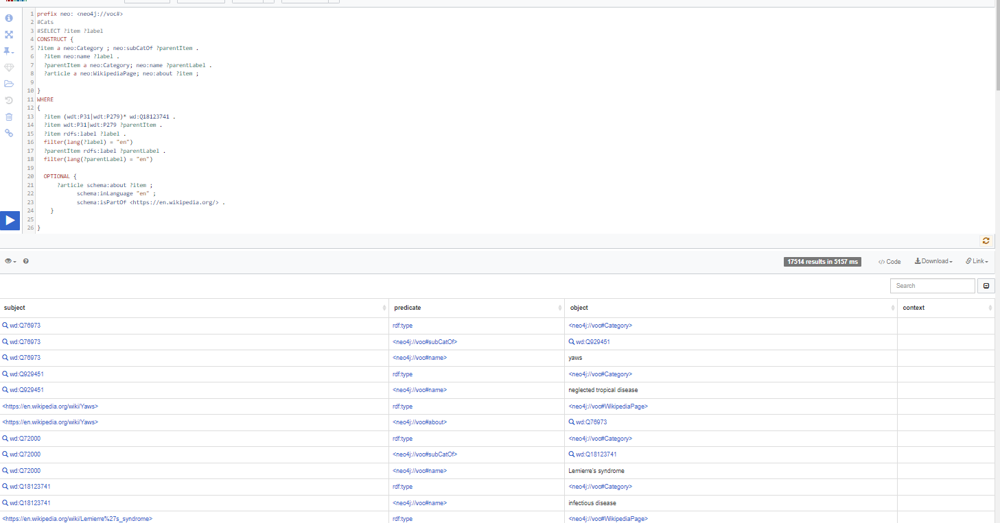 1 prefix neo: <neo4j://voc#>
2 #Cats
3 #SELECT ?item ?label
4 CONSTRUCT {
5 ?item a neo:Category ; neo:subCatOf ?parentItem .
6 ?item neo:name ?label .
7 ?parentItem a neo:Category; neo:name ?parentLabel .
8 ?article a neo:WikipediaPage; neo:about ?item ;
9
10 }
11 WHERE
12 {
13 ?item (wdt:P31|wdt:P279)* wd:Q18123741 .
14 ?item wdt:P31|wdt:P279 ?parentItem .
15 ?item rdfs:label ?label .
16 filter(lang(?label) = "en")
17 ?parentItem rdfs:label ?parentLabel .
18 filter(lang(?parentLabel) = "en")
19
20 OPTIONAL {
21 ?article schema:about ?item ;
22 schema:inLanguage "en" ;
23 schema:isPartOf <https://en.wikipedia.org/> .
24 }
25
26 }
17514 results in 5157 ms </> Code Download Link
Search
subject predicate object context
wd:Q76973 rdf:type <neo4j://voc#Category>
wd:Q76973 <neo4j://voc#subCatOf> wd:Q929451
wd:Q76973 <neo4j://voc#name> yaws
wd:Q929451 rdf:type <neo4j://voc#Category>
wd:Q929451 <neo4j://voc#name> neglected tropical disease
<https://en.wikipedia.org/wiki/Yaws> rdf:type <neo4j://voc#WikipediaPage>
<https://en.wikipedia.org/wiki/Yaws> <neo4j://voc#about> wd:Q76973
wd:Q72000 rdf:type <neo4j://voc#Category>
wd:Q72000 <neo4j://voc#subCatOf> wd:Q18123741
wd:Q72000 <neo4j://voc#name> Lemierre's syndrome
wd:Q18123741 rdf:type <neo4j://voc#Category>
wd:Q18123741 <neo4j://voc#name> infectious disease
<https://en.wikipedia.org/wiki/Lemierre%27s_syndrome> rdf:type <neo4j://voc#WikipediaPage>